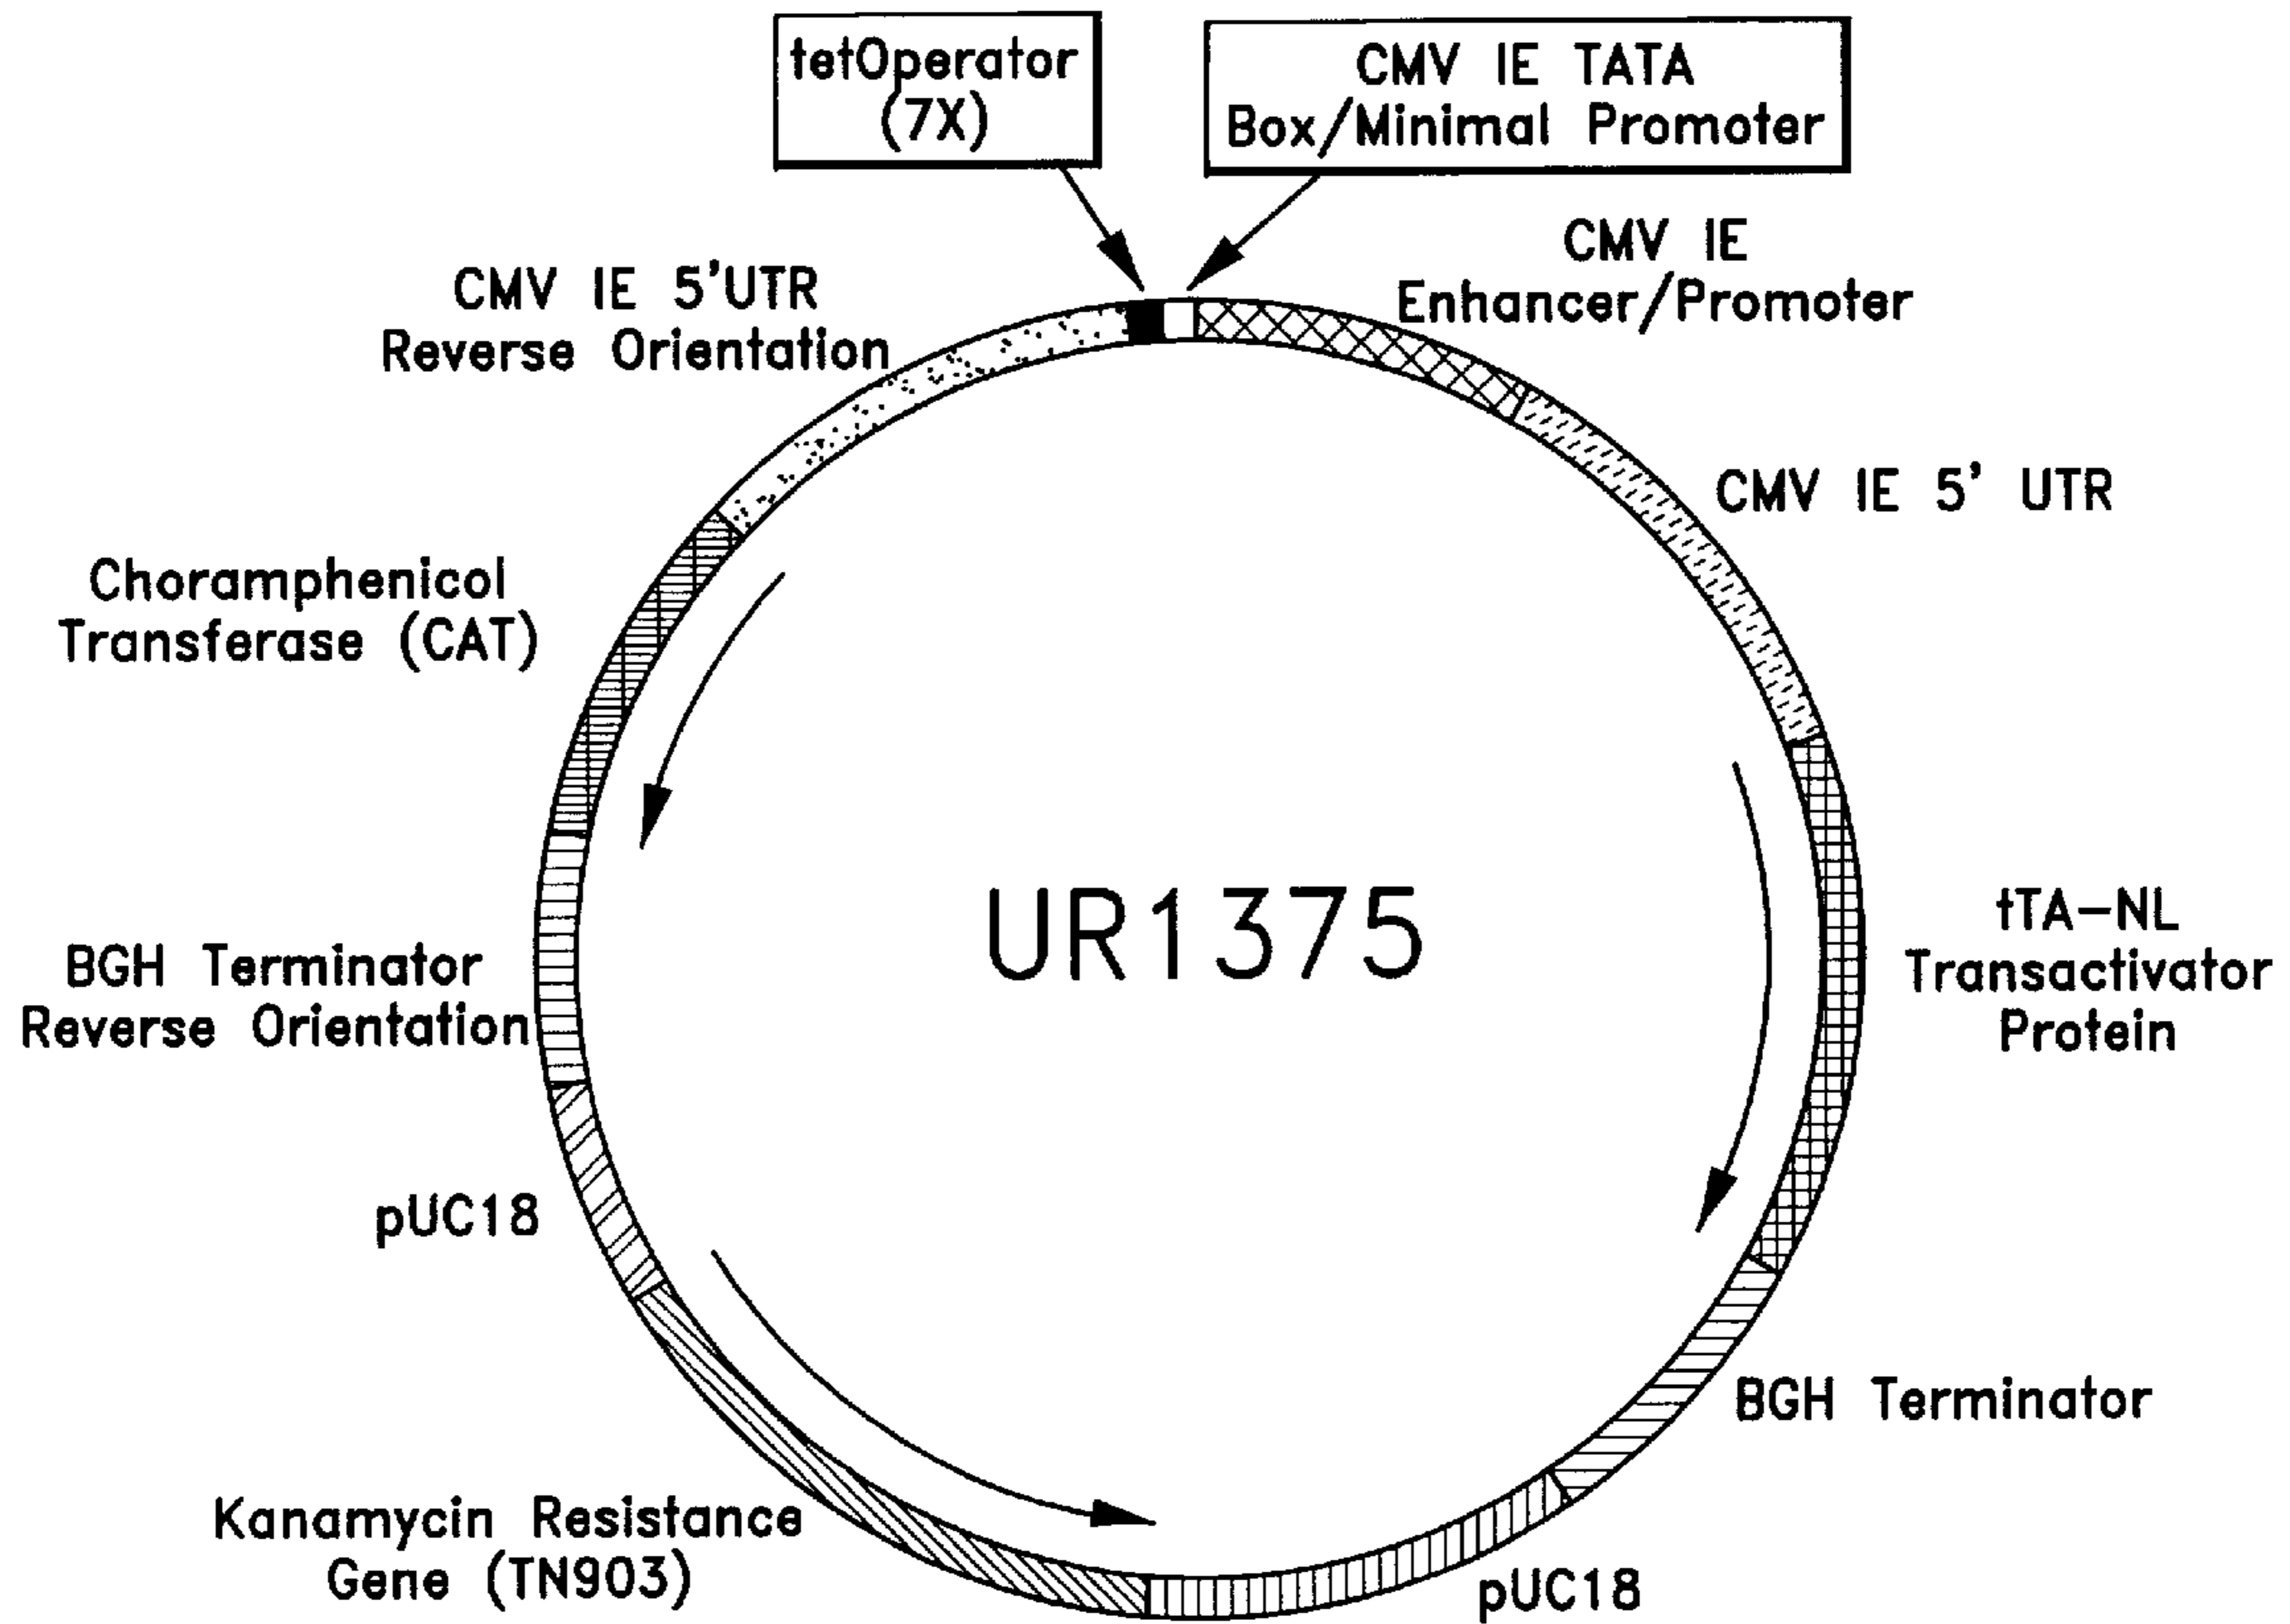 tetOperator
(7X)
CMV IE TATA
Box/Minimal Promoter
CMV IE
Enhancer/Promoter
CMV IE 5'UTR
Reverse Orientation
CMV IE 5' UTR
Choramphenicol
Transferase (CAT)
UR1375
tTA-NL
Transactivator
Protein
BGH Terminator
Reverse Orientation
pUC18
BGH Terminator
Kanamycin Resistance
Gene (TN903)
pUC18